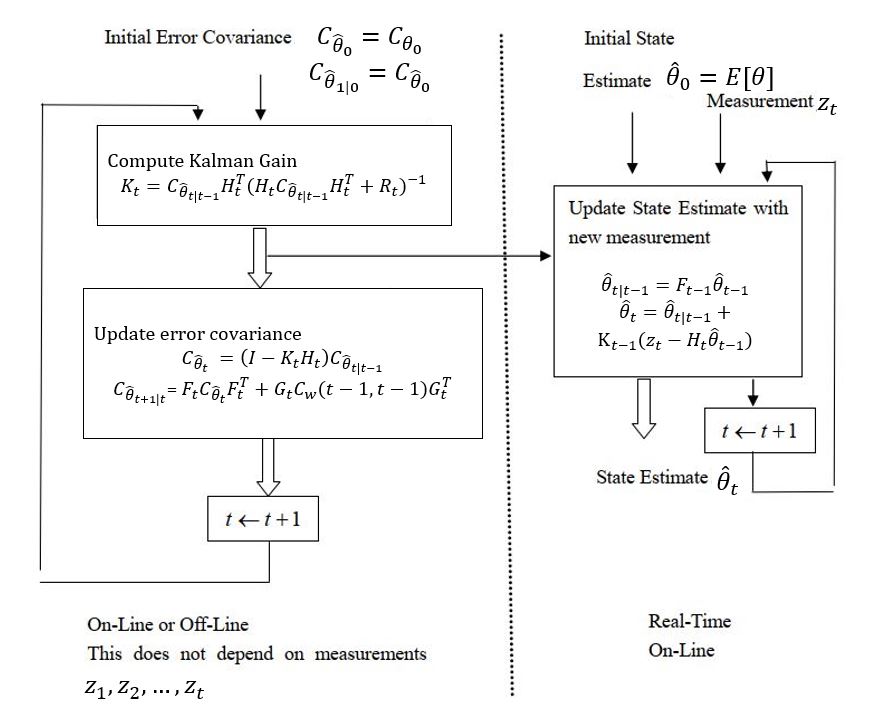 Initial Error Covariance $C_{\hat{\theta}_0} = C_{\theta_0}$
$C_{\hat{\theta}_{1|0}} = C_{\hat{\theta}_0}$
Compute Kalman Gain
$K_t = C_{\hat{\theta}_{t|t-1}} H_t^T (H_t C_{\hat{\theta}_{t|t-1}} H_t^T + R_t)^{-1}$
Update error covariance
$C_{\hat{\theta}_t} = (I - K_t H_t) C_{\hat{\theta}_{t|t-1}}$
$C_{\hat{\theta}_{t+1|t}} = F_t C_{\hat{\theta}_t} F_t^T + G_t C_w(t-1, t-1) G_t^T$
$t \leftarrow t+1$
On-Line or Off-Line
This does not depend on measurements
$z_1, z_2, \ldots, z_t$
Initial State
Estimate $\hat{\theta}_0 = E[\theta]$
Measurement $z_t$
Update State Estimate with
new measurement
$\hat{\theta}_{t|t-1} = F_{t-1} \hat{\theta}_{t-1}$
$\hat{\theta}_t = \hat{\theta}_{t|t-1} +$
$\mathrm{K}_{t-1}(z_t - H_t \hat{\theta}_{t-1})$
$t \leftarrow t+1$
State Estimate $\hat{\theta}_t$
Real-Time
On-Line